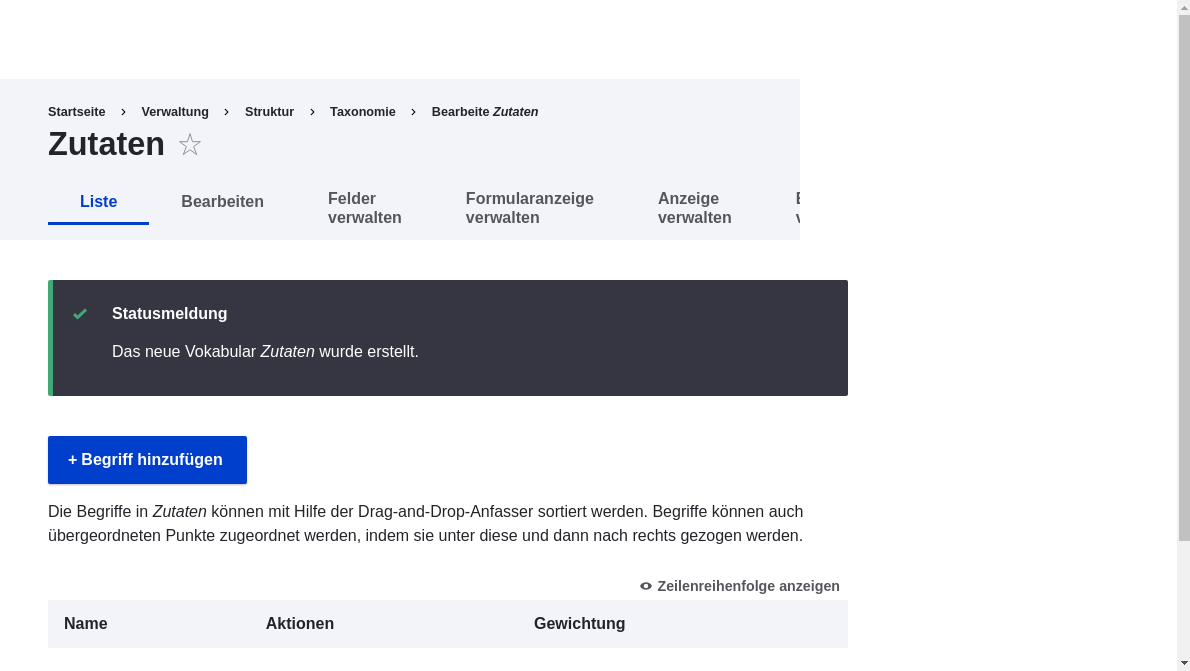 Startseite > Verwaltung > Struktur > Taxonomie > Bearbeite Zutaten
Zutaten
Liste
Bearbeiten
Felder
verwalten
Formularanzeige
verwalten
Anzeige
verwalten
Statusmeldung
Das neue Vokabular Zutaten wurde erstellt.
+ Begriff hinzufügen
Die Begriffe in Zutaten können mit Hilfe der Drag-and-Drop-Anfasser sortiert werden. Begriffe können auch
übergeordneten Punkte zugeordnet werden, indem sie unter diese und dann nach rechts gezogen werden.
Zeilenreihenfolge anzeigen
Name Aktionen Gewichtung